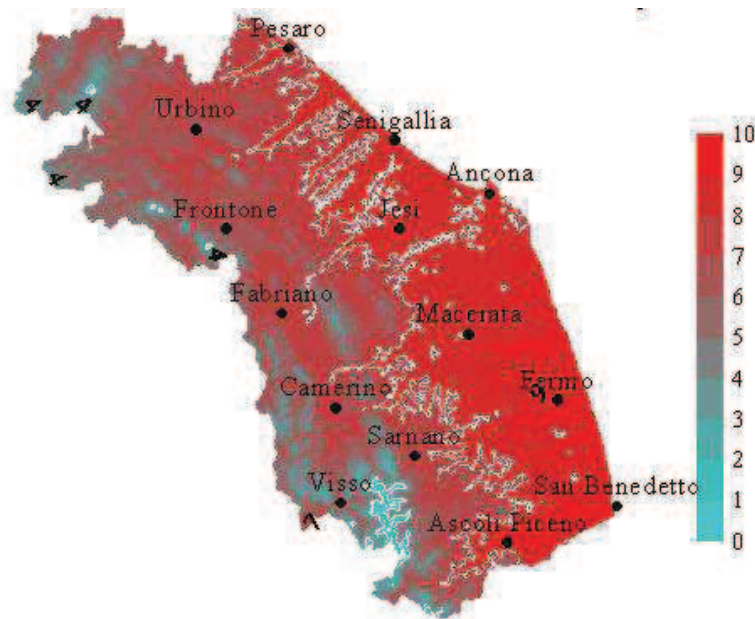 Pesaro
Urbino
Senigallia
Ancona
Frontone
Jesi
Fabriano
Macerata
Camerino
Fermo
Sarnano
Visso
San Benedetto
Ascoli Piceno
10
9
8
7
6
5
4
3
2
1
0